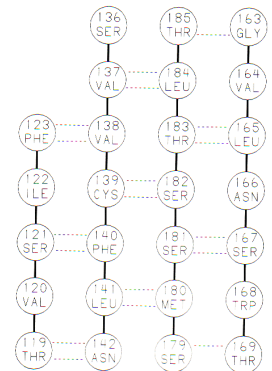 136 SER
185 THR
163 GLY
137 VAL
184 LEU
164 VAL
123 PHE
138 VAL
183 THR
165 LEU
122 ILE
139 CYS
182 SER
166 ASN
121 SER
140 PHE
181 SER
167 SER
120 VAL
141 LEU
180 MET
168 TRP
119 THR
142 ASN
179 SER
169 THR